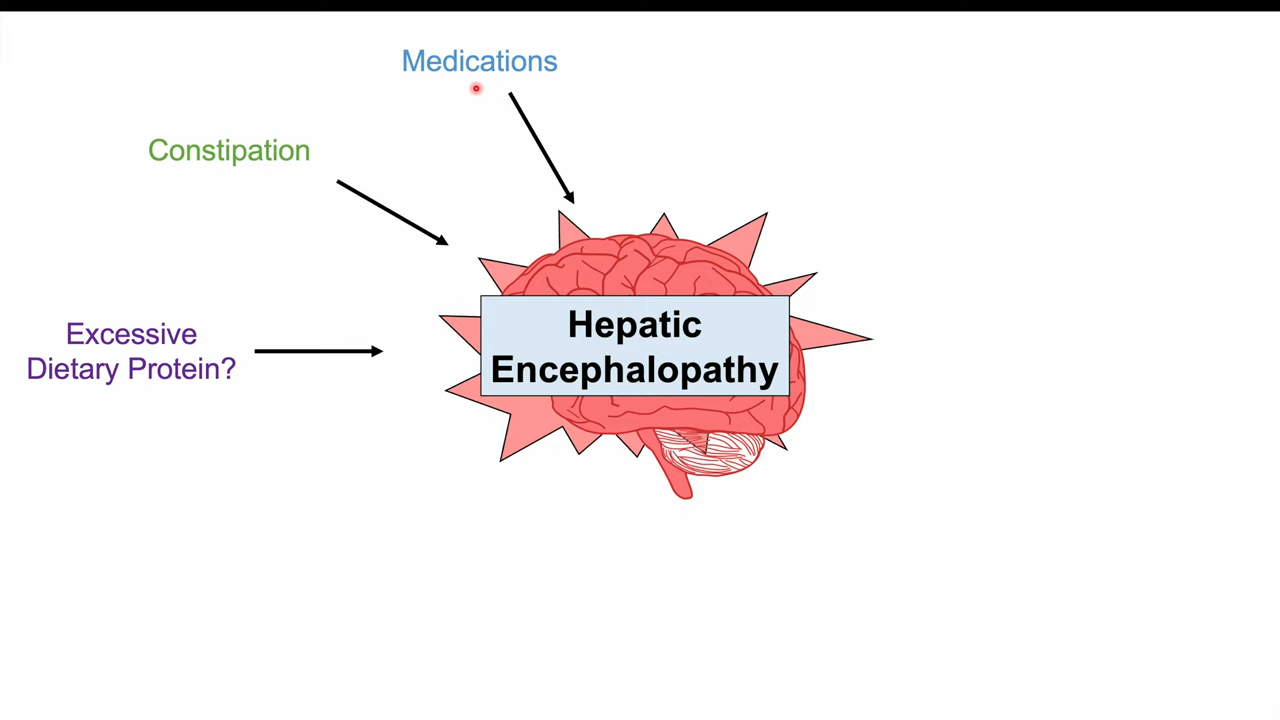 Medications
Constipation
Excessive
Dietary Protein?
Hepatic
Encephalopathy